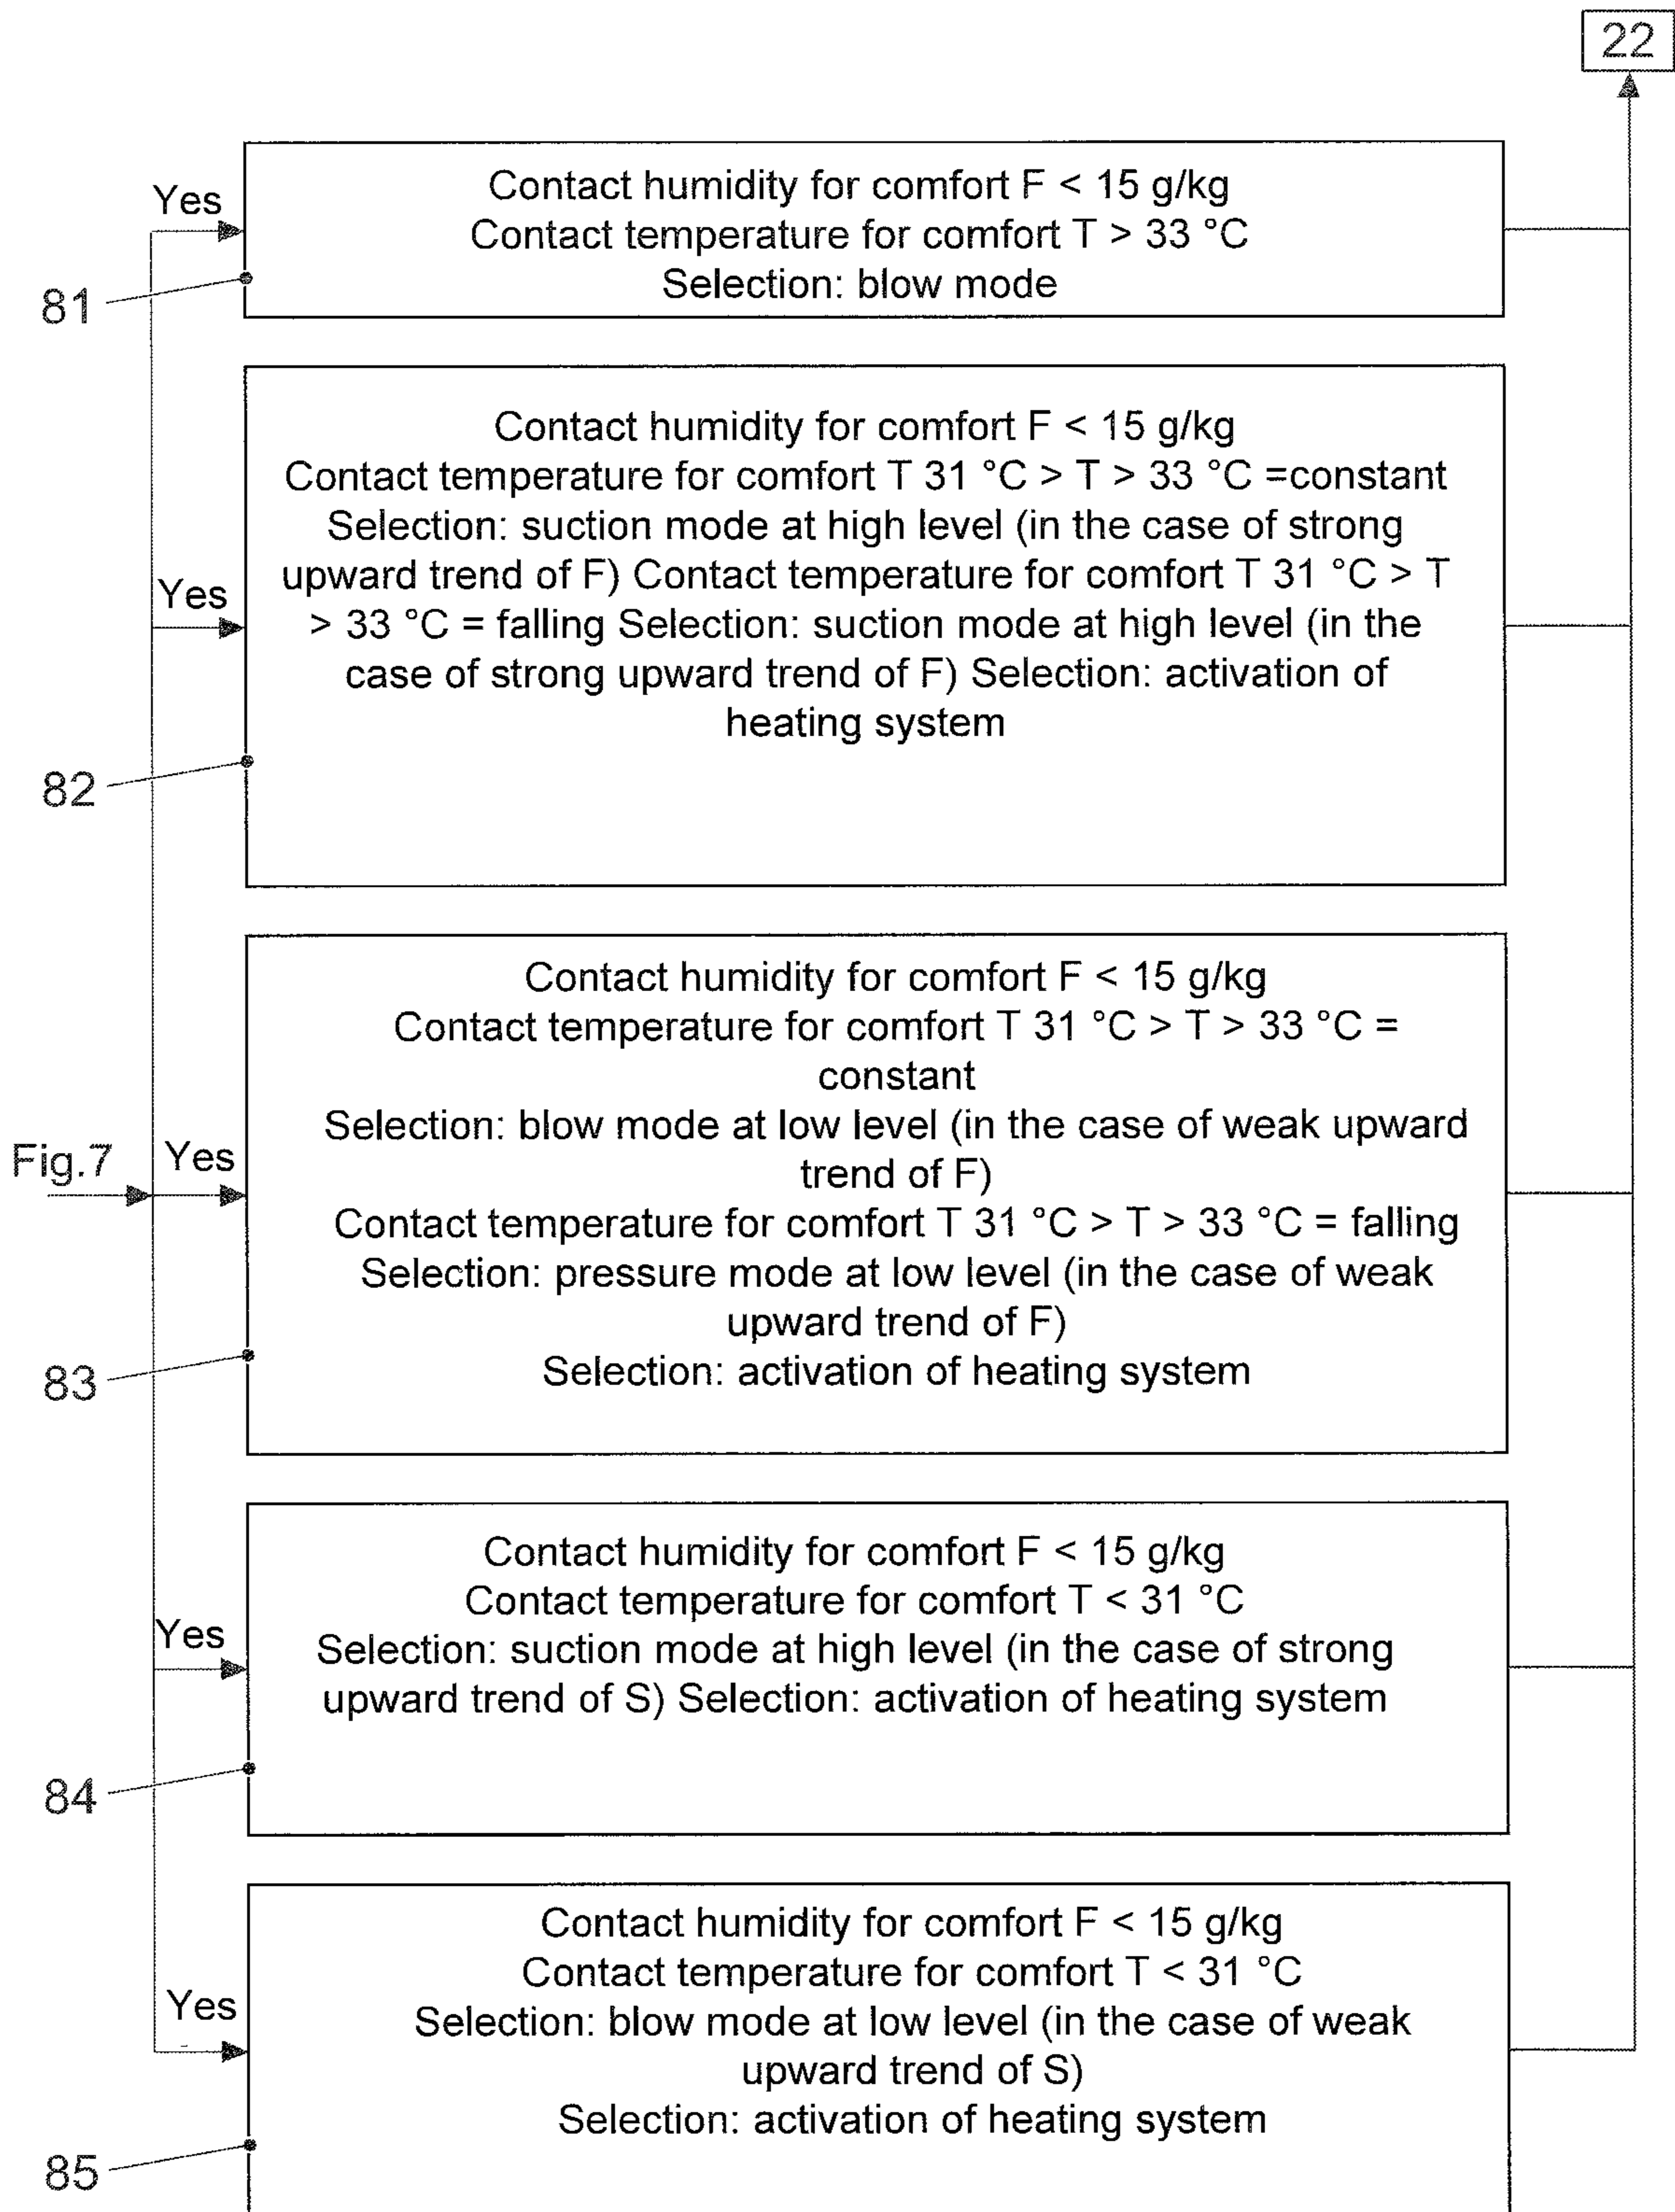 22
Yes
Contact humidity for comfort F < 15 g/kg
Contact temperature for comfort T > 33 °C
Selection: blow mode
81
Contact humidity for comfort F < 15 g/kg
Contact temperature for comfort T 31 °C > T > 33 °C =constant
Selection: suction mode at high level (in the case of strong
upward trend of F) Contact temperature for comfort T 31 °C > T
> 33 °C = falling Selection: suction mode at high level (in the
case of strong upward trend of F) Selection: activation of
heating system
Yes
82
Contact humidity for comfort F < 15 g/kg
Contact temperature for comfort T 31 °C > T > 33 °C =
constant
Selection: blow mode at low level (in the case of weak upward
trend of F)
Contact temperature for comfort T 31 °C > T > 33 °C = falling
Selection: pressure mode at low level (in the case of weak
upward trend of F)
Selection: activation of heating system
Fig.7
Yes
83
Contact humidity for comfort F < 15 g/kg
Contact temperature for comfort T < 31 °C
Selection: suction mode at high level (in the case of strong
upward trend of S) Selection: activation of heating system
Yes
84
Contact humidity for comfort F < 15 g/kg
Contact temperature for comfort T < 31 °C
Selection: blow mode at low level (in the case of weak
upward trend of S)
Selection: activation of heating system
Yes
85